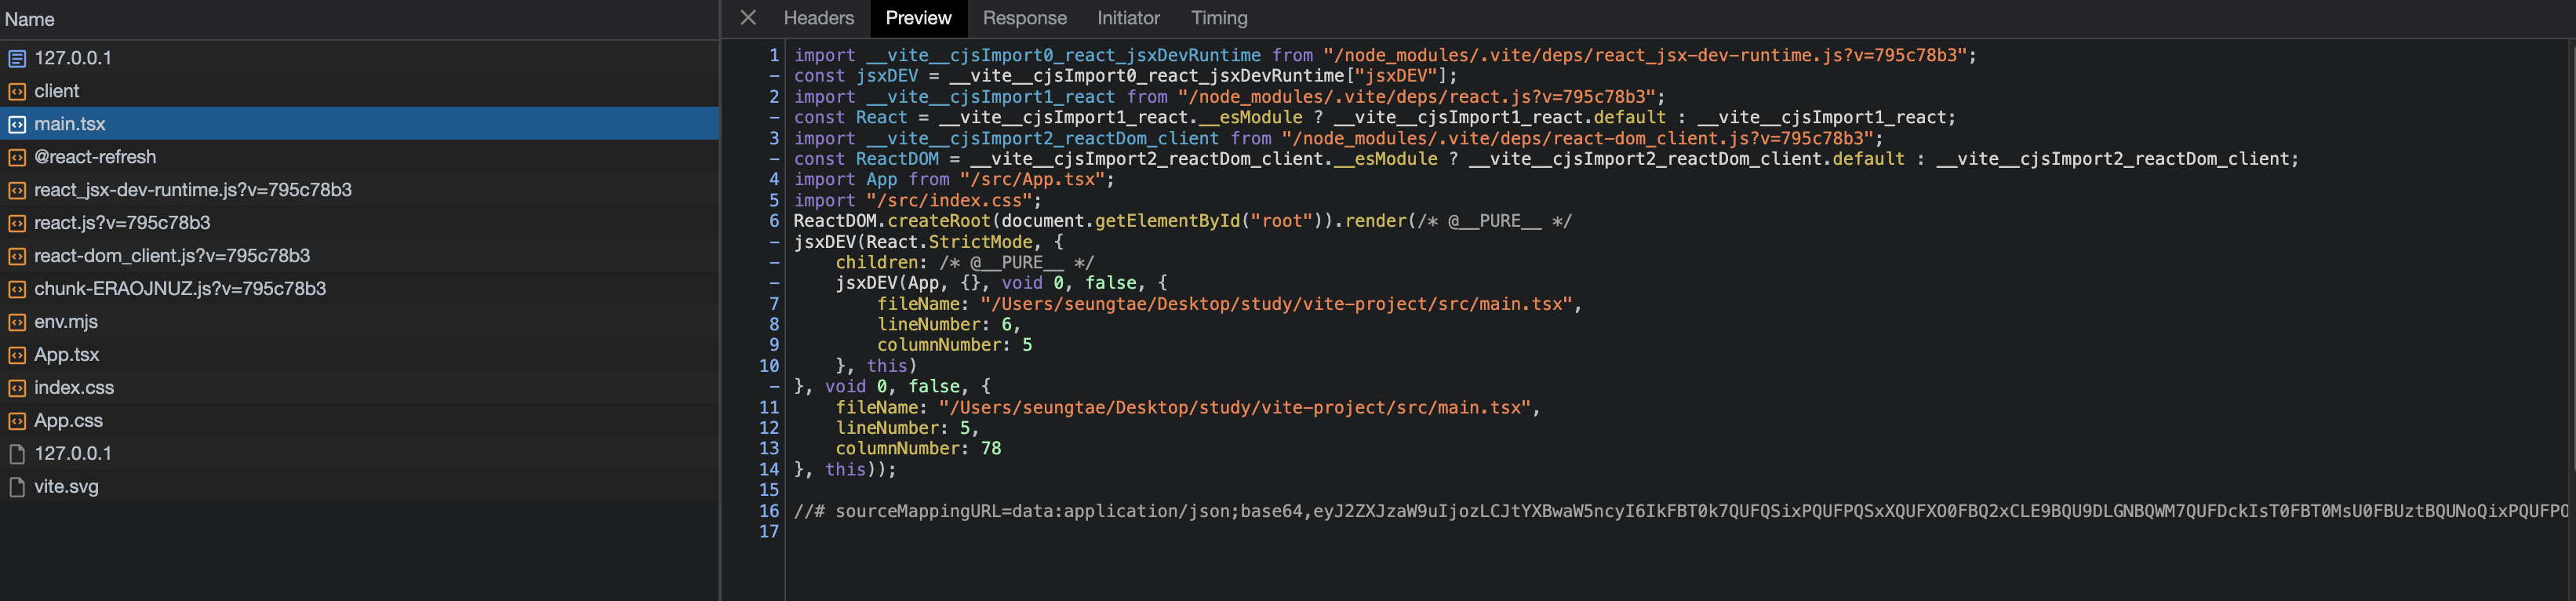 Name
127.0.0.1
client
main.tsx
@react-refresh
react_jsx-dev-runtime.js?v=795c78b3
react.js?v=795c78b3
react-dom_client.js?v=795c78b3
chunk-ERAOJNUZ.js?v=795c78b3
env.mjs
App.tsx
index.css
App.css
127.0.0.1
vite.svg
Headers Preview Response Initiator Timing
1 import __vite__cjsImport0_react_jsxDevRuntime from "/node_modules/.vite/deps/react_jsx-dev-runtime.js?v=795c78b3";
- const jsxDEV = __vite__cjsImport0_react_jsxDevRuntime["jsxDEV"];
2 import __vite__cjsImport1_react from "/node_modules/.vite/deps/react.js?v=795c78b3";
- const React = __vite__cjsImport1_react.__esModule ? __vite__cjsImport1_react.default : __vite__cjsImport1_react;
3 import __vite__cjsImport2_reactDom_client from "/node_modules/.vite/deps/react-dom_client.js?v=795c78b3";
- const ReactDOM = __vite__cjsImport2_reactDom_client.__esModule ? __vite__cjsImport2_reactDom_client.default : __vite__cjsImport2_reactDom_client;
4 import App from "/src/App.tsx";
5 import "/src/index.css";
6 ReactDOM.createRoot(document.getElementById("root")).render(/* @__PURE__ */
- jsxDEV(React.StrictMode, {
- children: /* @__PURE__ */
- jsxDEV(App, {}, void 0, false, {
7 fileName: "/Users/seungtae/Desktop/study/vite-project/src/main.tsx",
8 lineNumber: 6,
9 columnNumber: 5
10 }, this)
- }, void 0, false, {
11 fileName: "/Users/seungtae/Desktop/study/vite-project/src/main.tsx",
12 lineNumber: 5,
13 columnNumber: 78
14 }, this));
15
16 //# sourceMappingURL=data:application/json;base64,eyJ2ZXJzaW9uIjozLCJtYXBwaW5ncyI6IkFBT0k7QUFQSixPQUFPQSxXQUFXO0FBQ2xCLE9BQU9DLGNBQWM7QUFDckIsT0FBT0MsU0FBUztBQUNoQixPQUFPQ
17